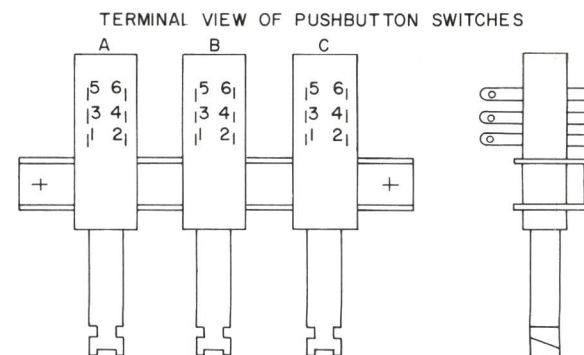 TERMINAL VIEW OF PUSHBUTTON SWITCHES
A B C
5 6 5 6 5 6
3 4 3 4 3 4
1 2 1 2 1 2